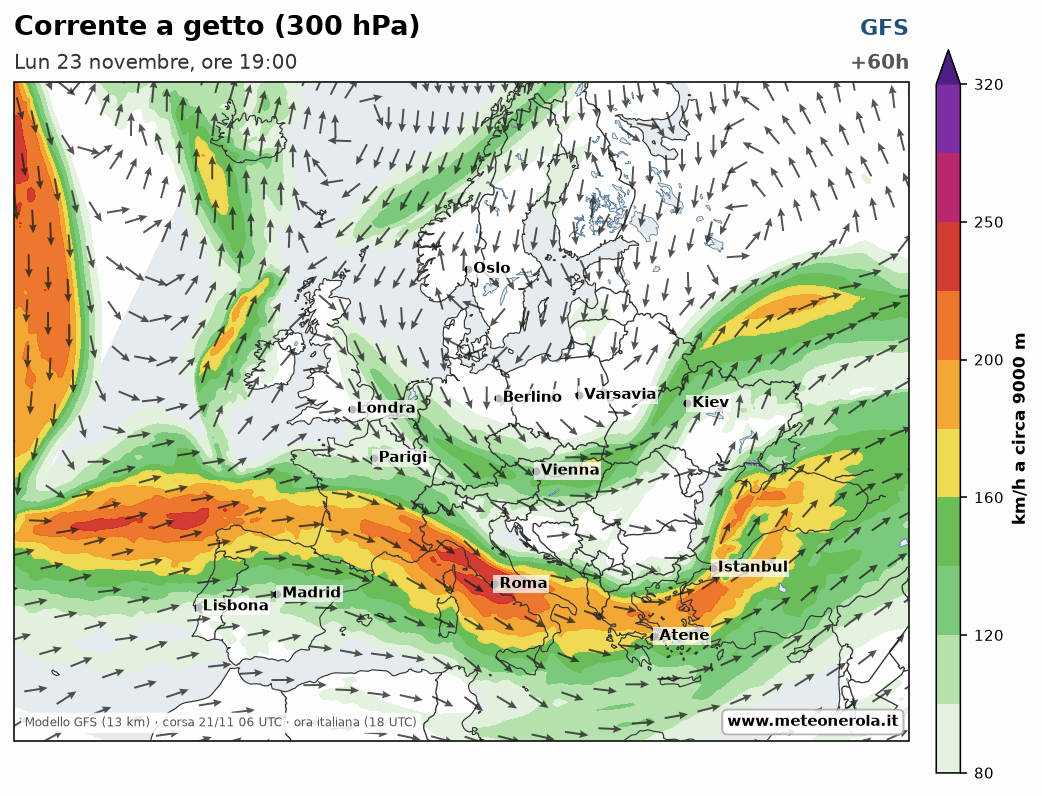 Corrente a getto (300 hPa)
GFS
Lun 23 novembre, ore 19:00
+60h
320
250
200
160
120
80
km/h a circa 9000 m
Oslo
Berlino
Varsavia
Kiev
Londra
Parigi
Vienna
Istanbul
Roma
Madrid
Lisbona
Atene
Modello GFS (13 km) · corsa 21/11 06 UTC · ora italiana (18 UTC)
www.meteonerola.it